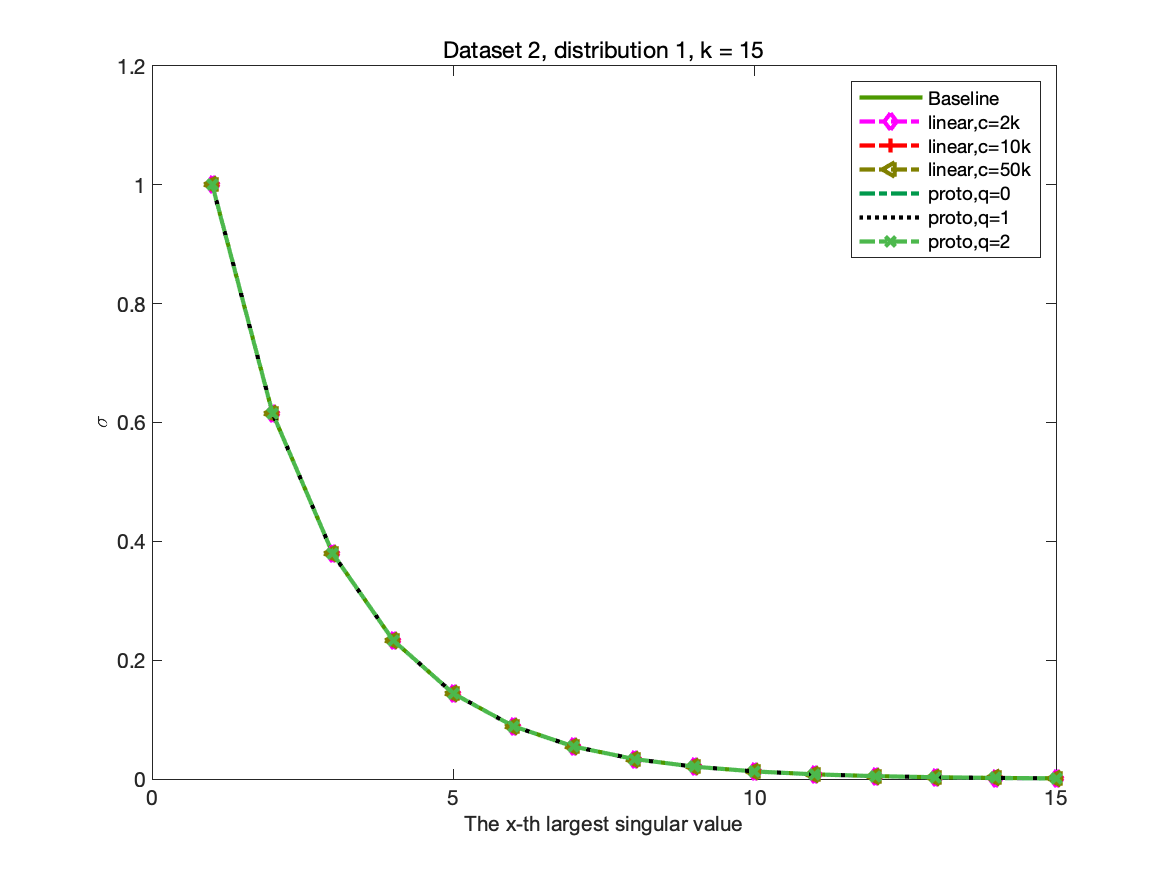 Dataset 2, distribution 1, k = 15
1.2
1
0.8
0.6
0.4
0.2
0
σ
Baseline
linear,c=2k
linear,c=10k
linear,c=50k
proto,q=0
proto,q=1
proto,q=2
0 5 10 15
The x-th largest singular value